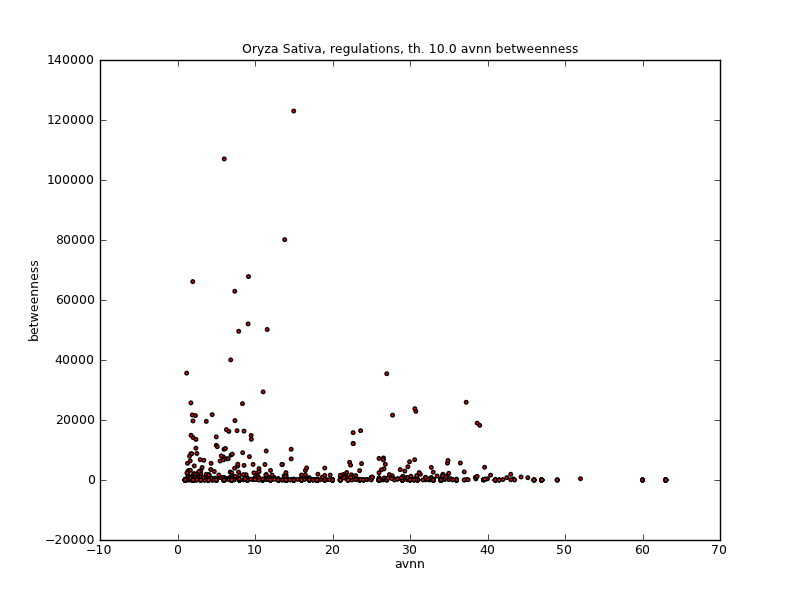 Oryza Sativa, regulations, th. 10.0 avnn betweenness
140000
120000
100000
80000
60000
40000
20000
0
−20000
−10 0 10 20 30 40 50 60 70
betweenness
avnn